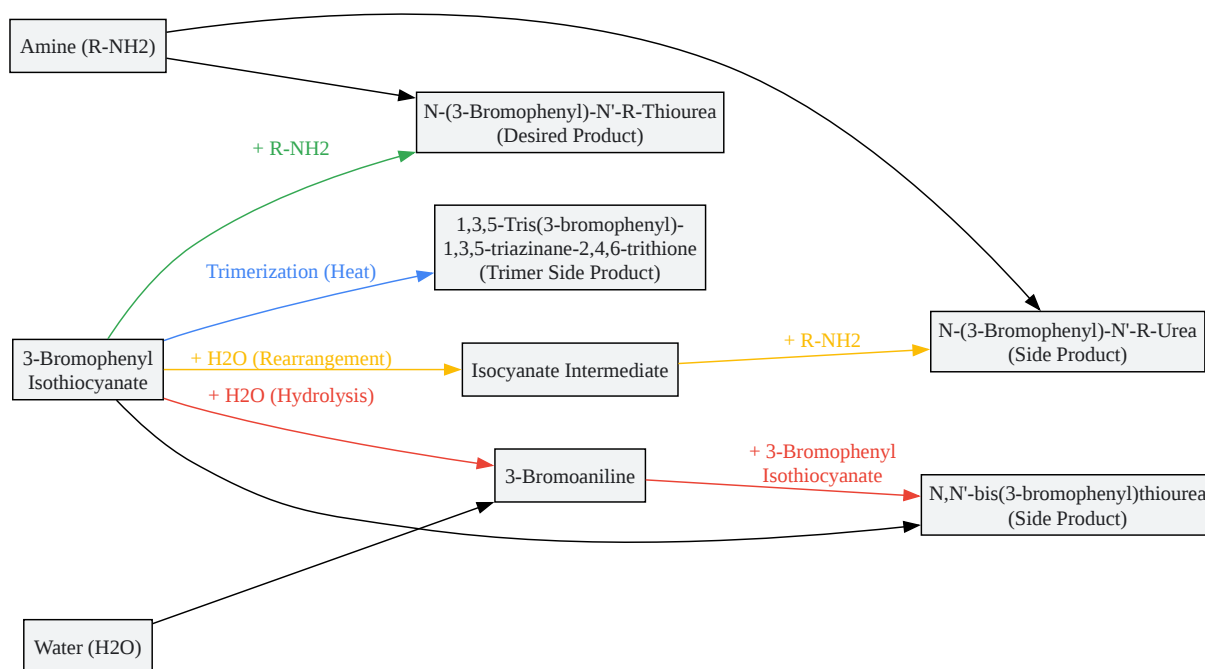 Amine (R-NH2)
N-(3-Bromophenyl)-N'-R-Thiourea
(Desired Product)
+ R-NH2
1,3,5-Tris(3-bromophenyl)-
1,3,5-triazinane-2,4,6-trithione
(Trimer Side Product)
Trimerization (Heat)
3-Bromophenyl
Isothiocyanate
+ H2O (Rearrangement)
Isocyanate Intermediate
+ R-NH2
N-(3-Bromophenyl)-N'-R-Urea
(Side Product)
+ H2O (Hydrolysis)
3-Bromoaniline
+ 3-Bromophenyl
Isothiocyanate
N,N'-bis(3-bromophenyl)thiourea
(Side Product)
Water (H2O)